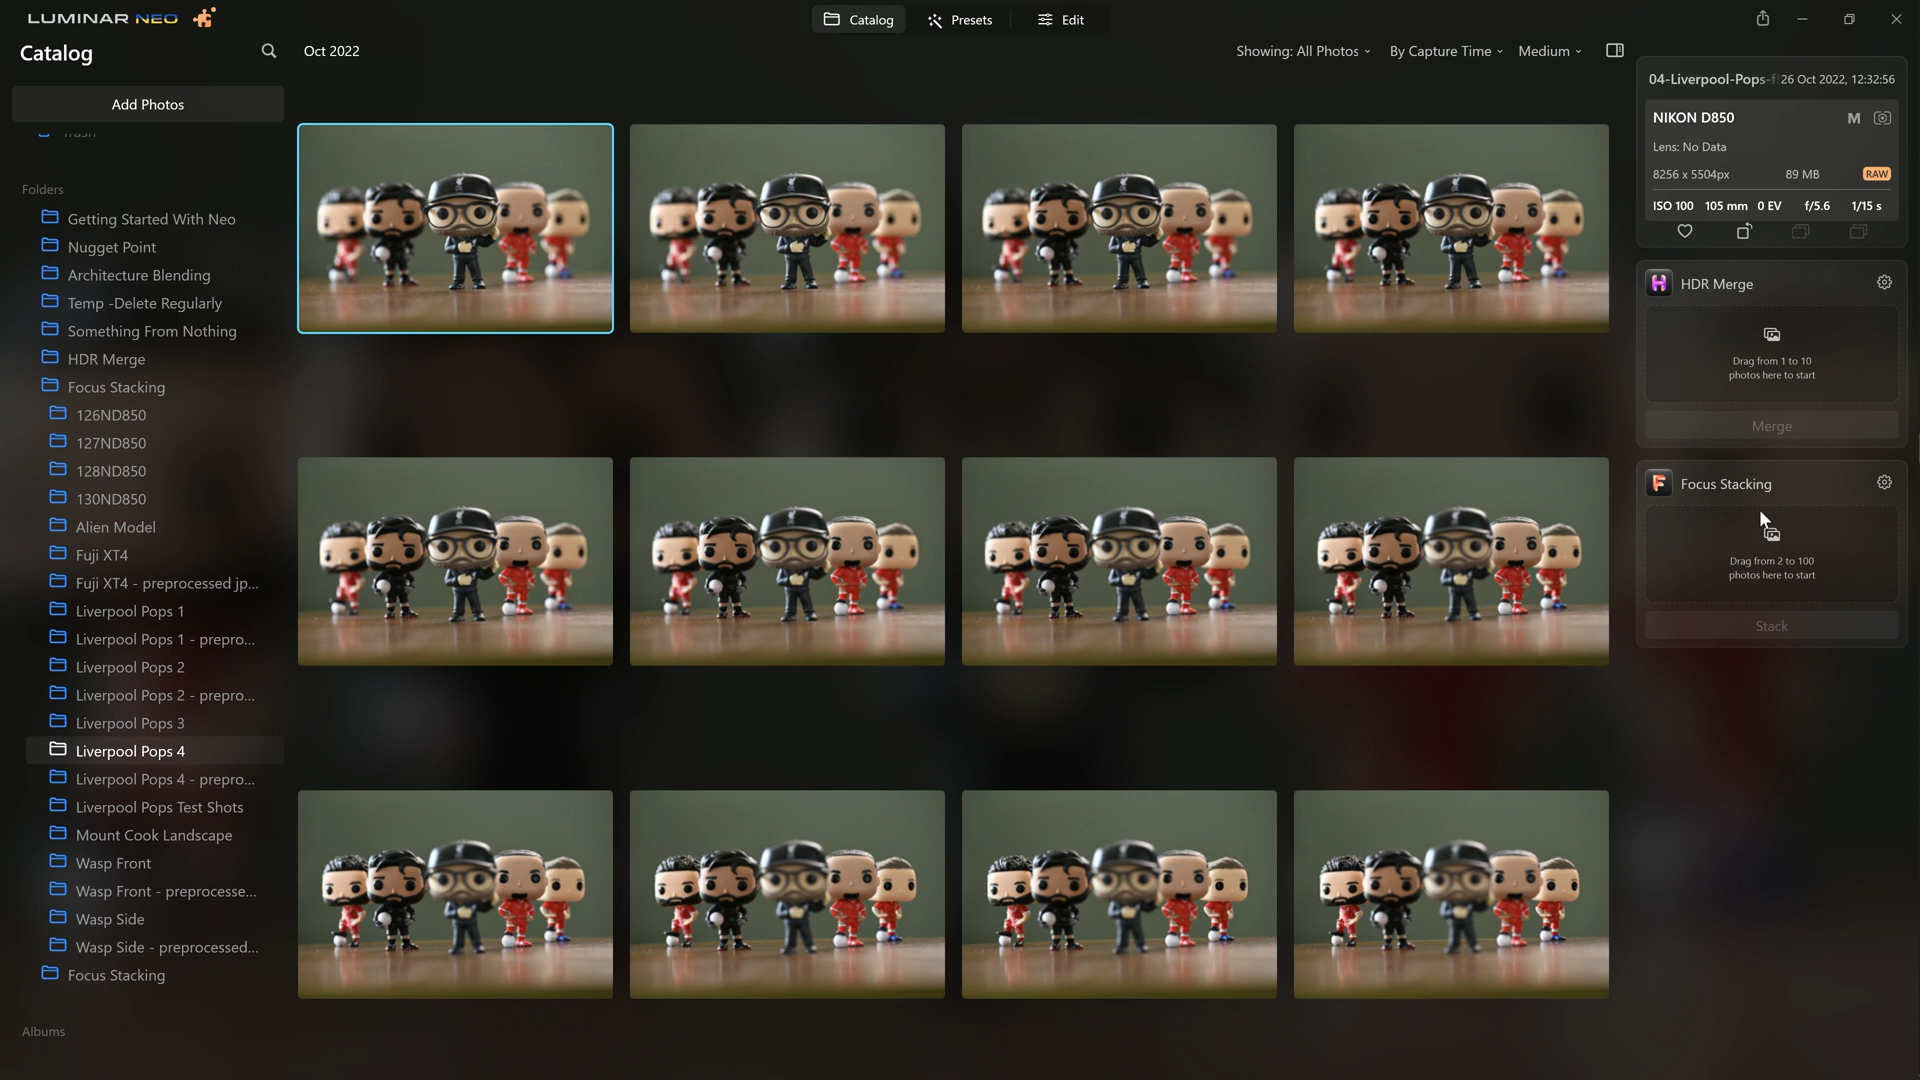 LUMINAR NEO
Catalog
Presets
Edit
Catalog
Oct 2022
Showing: All Photos
By Capture Time
Medium
Add Photos
Trash
Folders
Getting Started With Neo
Nugget Point
Architecture Blending
Temp -Delete Regularly
Something From Nothing
HDR Merge
Focus Stacking
126ND850
127ND850
128ND850
130ND850
Alien Model
Fuji XT4
Fuji XT4 - preprocessed jp...
Liverpool Pops 1
Liverpool Pops 1 - prepro...
Liverpool Pops 2
Liverpool Pops 2 - prepro...
Liverpool Pops 3
Liverpool Pops 4
Liverpool Pops 4 - prepro...
Liverpool Pops Test Shots
Mount Cook Landscape
Wasp Front
Wasp Front - preprocesse...
Wasp Side
Wasp Side - preprocessed...
Focus Stacking
Albums
04-Liverpool-Pops-f 26 Oct 2022, 12:32:56
NIKON D850 M
Lens: No Data
8256 x 5504px 89 MB RAW
ISO 100 105 mm 0 EV f/5.6 1/15 s
H HDR Merge
Drag from 1 to 10
photos here to start
Merge
F Focus Stacking
Drag from 2 to 100
photos here to start
Stack